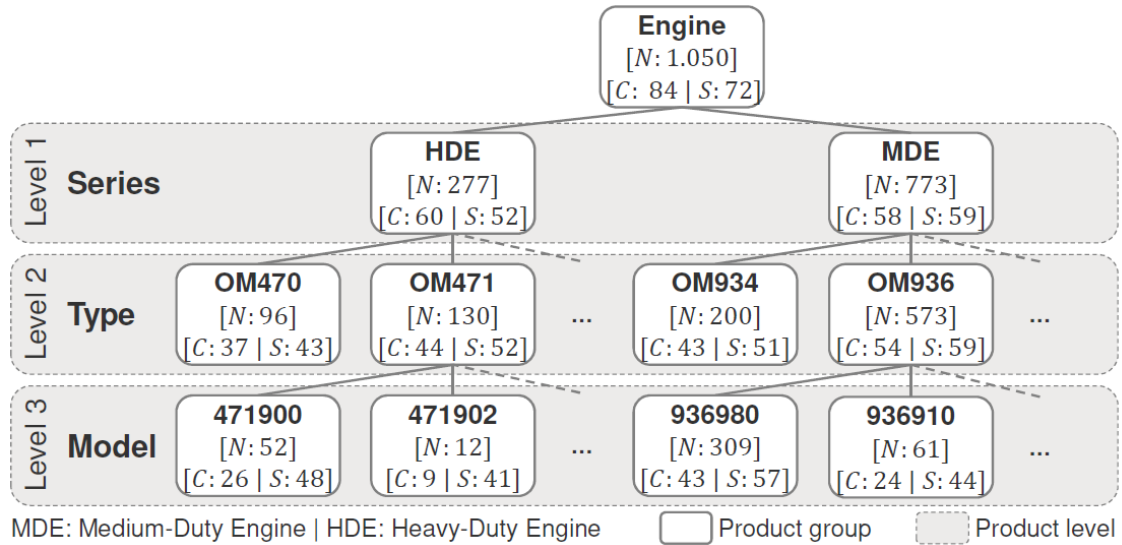 Engine
[N: 1.050]
[C: 84 | S: 72]
Level 1
Series
HDE
[N: 277]
[C: 60 | S: 52]
MDE
[N: 773]
[C: 58 | S: 59]
Level 2
Type
OM470
[N: 96]
[C: 37 | S: 43]
OM471
[N: 130]
[C: 44 | S: 52]
...
OM934
[N: 200]
[C: 43 | S: 51]
OM936
[N: 573]
[C: 54 | S: 59]
...
Level 3
Model
471900
[N: 52]
[C: 26 | S: 48]
471902
[N: 12]
[C: 9 | S: 41]
...
936980
[N: 309]
[C: 43 | S: 57]
936910
[N: 61]
[C: 24 | S: 44]
...
MDE: Medium-Duty Engine | HDE: Heavy-Duty Engine
Product group
Product level